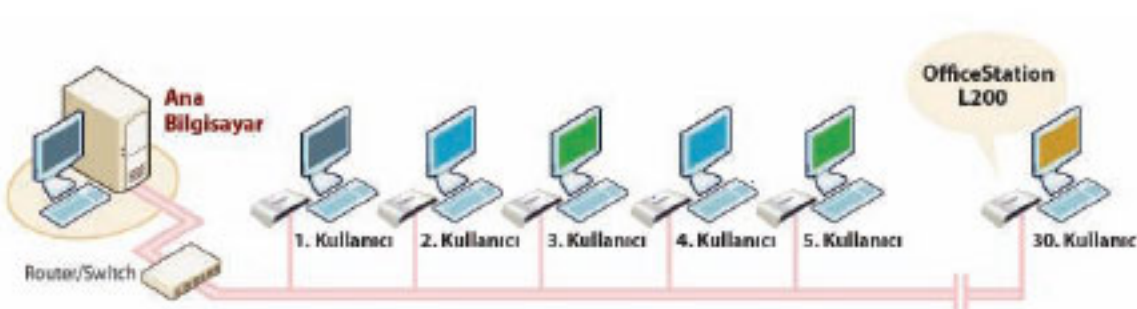 Ana
Bilgisayar
OfficeStation
L200
1. Kullanıcı
2. Kullanıcı
3. Kullanıcı
4. Kullanıcı
5. Kullanıcı
30. Kullanıc
Router/Switch